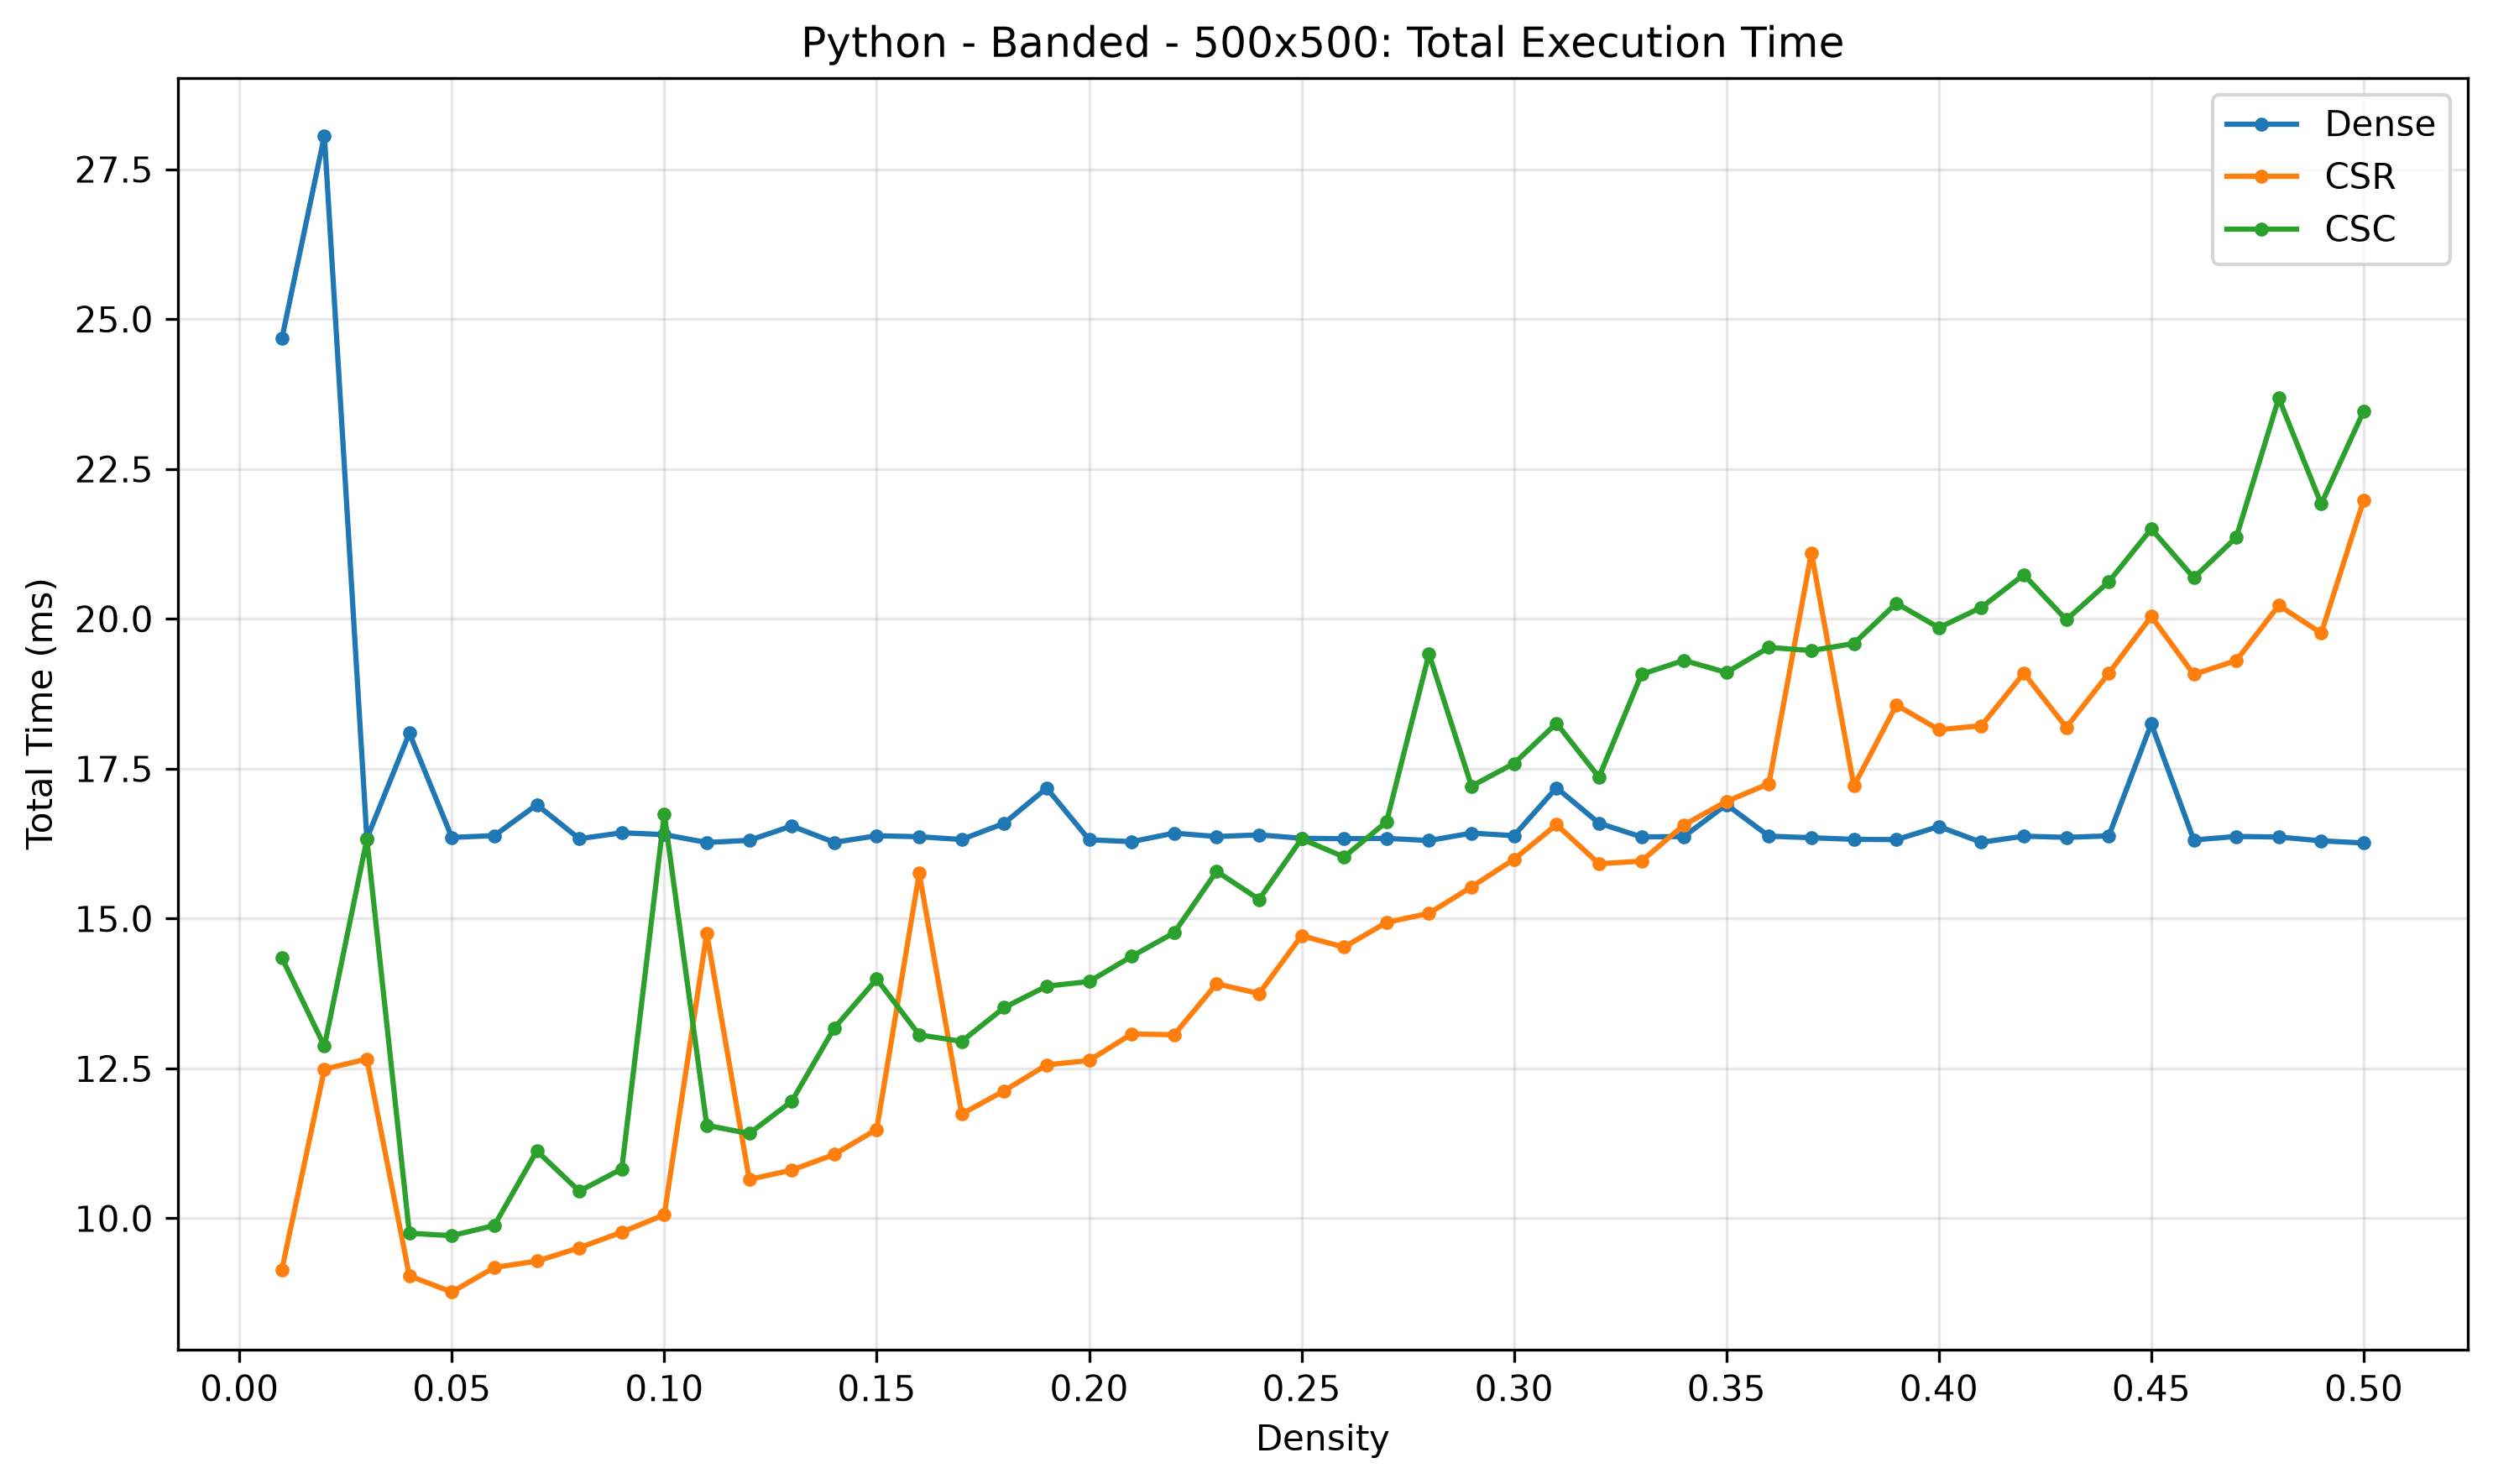 Python - Banded - 500x500: Total Execution Time
Dense
CSR
CSC
Total Time (ms)
27.5
25.0
22.5
20.0
17.5
15.0
12.5
10.0
0.00 0.05 0.10 0.15 0.20 0.25 0.30 0.35 0.40 0.45 0.50
Density